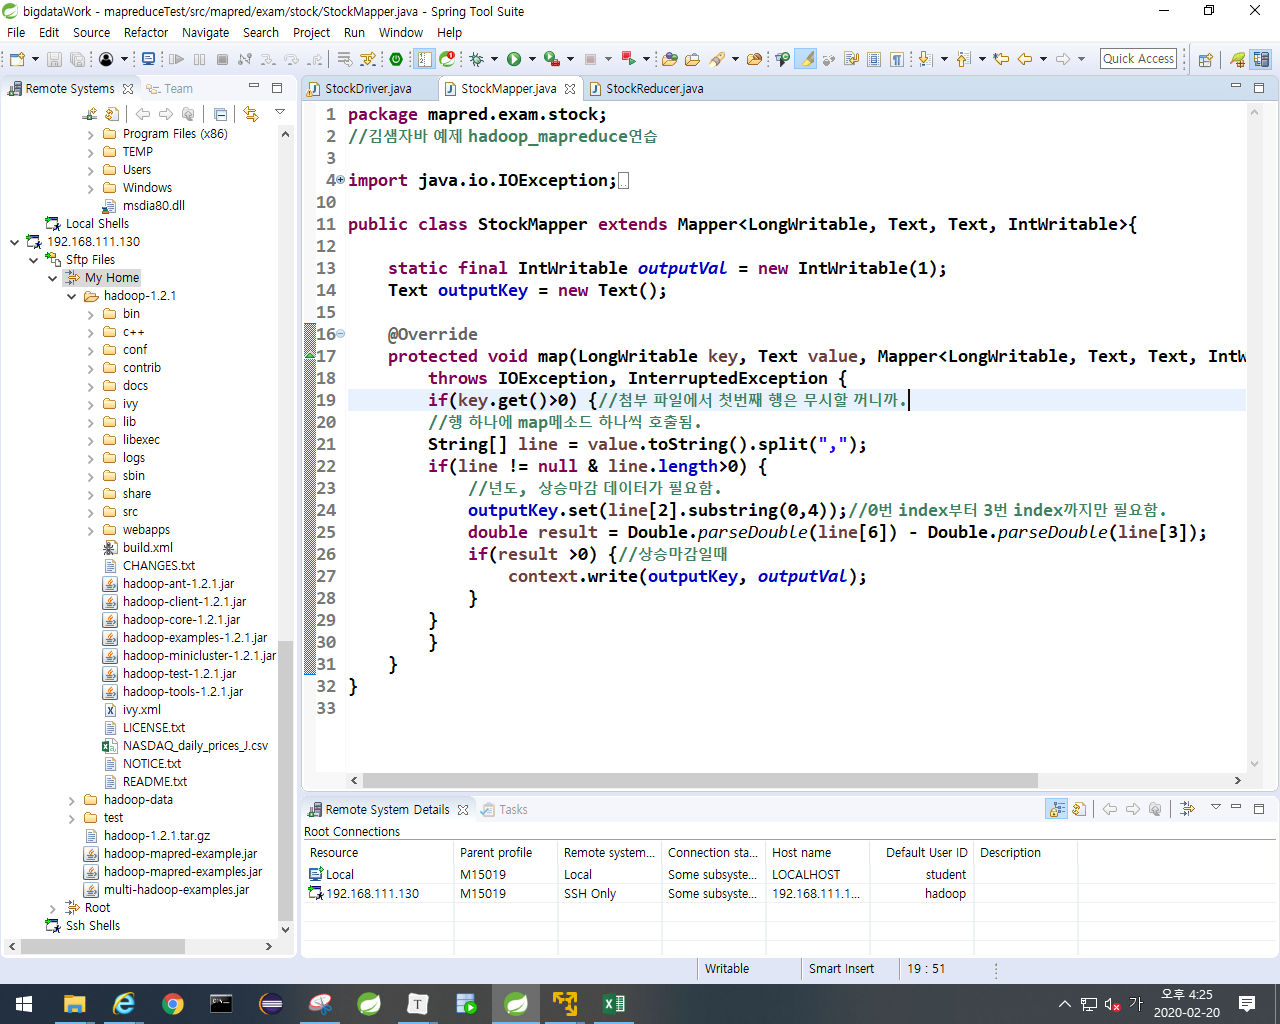 bigdataWork - mapreduceTest/src/mapred/exam/stock/StockMapper.java - Spring Tool Suite
File Edit Source Refactor Navigate Search Project Run Window Help
Quick Access
Remote Systems Team
Program Files (x86)
TEMP
Users
Windows
msdia80.dll
Local Shells
192.168.111.130
Sftp Files
My Home
hadoop-1.2.1
bin
c++
conf
contrib
docs
ivy
lib
libexec
logs
sbin
share
src
webapps
build.xml
CHANGES.txt
hadoop-ant-1.2.1.jar
hadoop-client-1.2.1.jar
hadoop-core-1.2.1.jar
hadoop-examples-1.2.1.jar
hadoop-minicluster-1.2.1.jar
hadoop-test-1.2.1.jar
hadoop-tools-1.2.1.jar
ivy.xml
LICENSE.txt
NASDAQ_daily_prices_J.csv
NOTICE.txt
README.txt
hadoop-data
test
hadoop-1.2.1.tar.gz
hadoop-mapred-example.jar
hadoop-mapred-examples.jar
multi-hadoop-examples.jar
Root
Ssh Shells
StockDriver.java StockMapper.java StockReducer.java
1 package mapred.exam.stock;
2 //김샘자바 예제 hadoop_mapreduce연습
3
4 import java.io.IOException;
10
11 public class StockMapper extends Mapper<LongWritable, Text, Text, IntWritable>{
12
13 static final IntWritable outputVal = new IntWritable(1);
14 Text outputKey = new Text();
15
16 @Override
17 protected void map(LongWritable key, Text value, Mapper<LongWritable, Text, Text, IntW
18 throws IOException, InterruptedException {
19 if(key.get()>0) {//첨부 파일에서 첫번째 행은 무시할 꺼니까.
20 //행 하나에 map메소드 하나씩 호출됨.
21 String[] line = value.toString().split(",");
22 if(line != null & line.length>0) {
23 //년도, 상승마감 데이터가 필요함.
24 outputKey.set(line[2].substring(0,4));//0번 index부터 3번 index까지만 필요함.
25 double result = Double.parseDouble(line[6]) - Double.parseDouble(line[3]);
26 if(result >0) {//상승마감일때
27 context.write(outputKey, outputVal);
28 }
29 }
30 }
31 }
32 }
33
Remote System Details Tasks
Root Connections
Resource Parent profile Remote system... Connection sta... Host name Default User ID Description
Local M15019 Local Some subsyste... LOCALHOST student
192.168.111.130 M15019 SSH Only Some subsyste... 192.168.111.1... hadoop
Writable Smart Insert 19 : 51
가 오후 4:25
2020-02-20